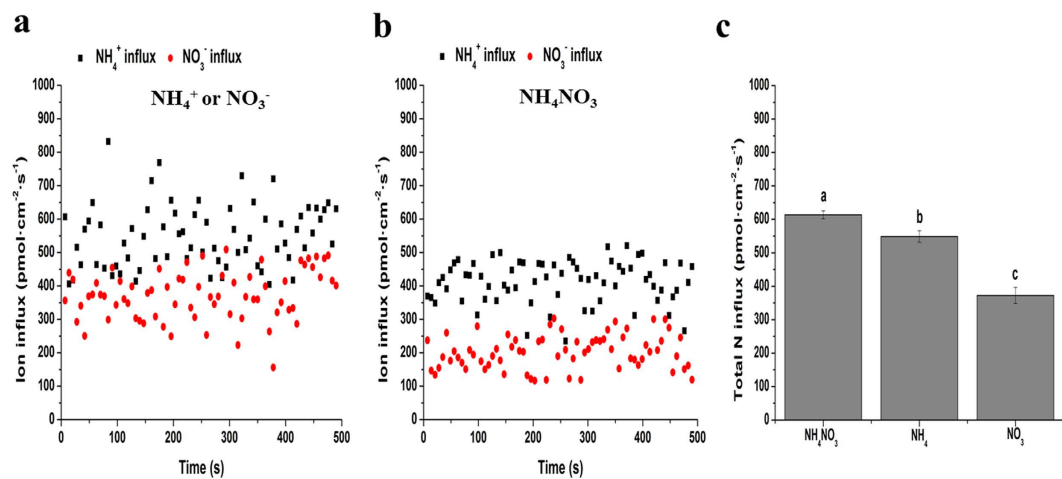 a
NH₄⁺ influx NO₃⁻ influx
NH₄⁺ or NO₃⁻
Ion influx (pmol·cm⁻²·s⁻¹)
1000
900
800
700
600
500
400
300
200
100
0
0 100 200 300 400 500
Time (s)
b
NH₄⁺ influx NO₃⁻ influx
NH₄NO₃
Ion influx (pmol·cm⁻²·s⁻¹)
1000
900
800
700
600
500
400
300
200
100
0
0 100 200 300 400 500
Time (s)
c
Total N influx (pmol·cm⁻²·s⁻¹)
1000
900
800
700
600
500
400
300
200
100
0
a
b
c
NH₄NO₃ NH₄ NO₃